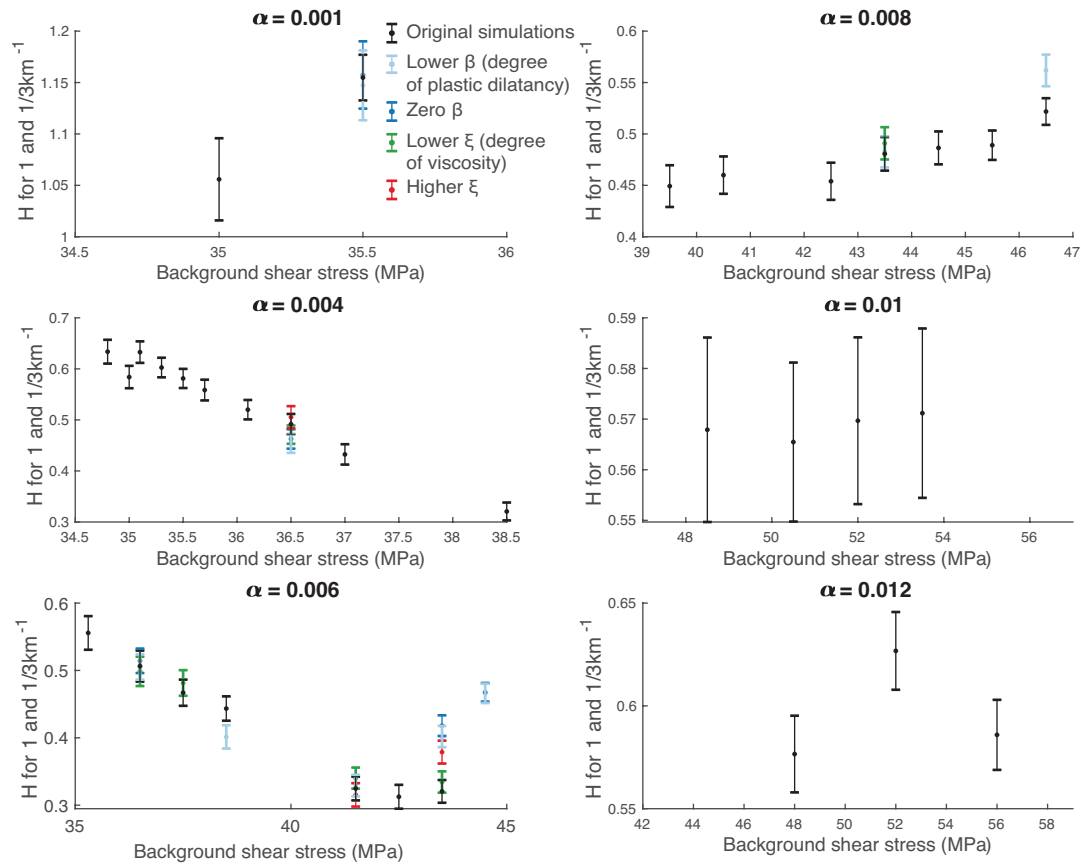 α = 0.001
H for 1 and 1/3km⁻¹
1.2
1.15
1.1
1.05
1
34.5 35 35.5 36
Background shear stress (MPa)
Original simulations
Lower β (degree
of plastic dilatancy)
Zero β
Lower ξ (degree
of viscosity)
Higher ξ
α = 0.008
H for 1 and 1/3km⁻¹
0.6
0.55
0.5
0.45
0.4
39 40 41 42 43 44 45 46 47
Background shear stress (MPa)
α = 0.004
H for 1 and 1/3km⁻¹
0.7
0.6
0.5
0.4
0.3
34.5 35 35.5 36 36.5 37 37.5 38 38.5
Background shear stress (MPa)
α = 0.01
H for 1 and 1/3km⁻¹
0.59
0.58
0.57
0.56
0.55
48 50 52 54 56
Background shear stress (MPa)
α = 0.006
H for 1 and 1/3km⁻¹
0.6
0.5
0.4
0.3
35 40 45
Background shear stress (MPa)
α = 0.012
H for 1 and 1/3km⁻¹
0.65
0.6
0.55
42 44 46 48 50 52 54 56 58
Background shear stress (MPa)